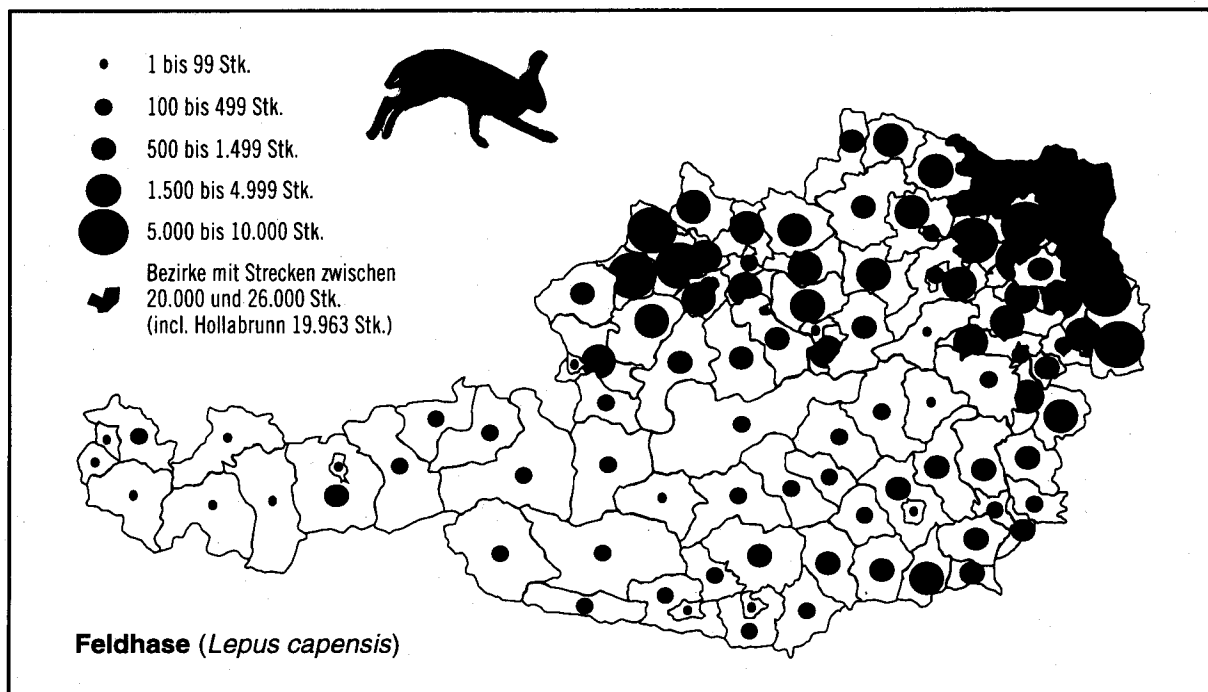 1 bis 99 Stk.
100 bis 499 Stk.
500 bis 1.499 Stk.
1.500 bis 4.999 Stk.
5.000 bis 10.000 Stk.
Bezirke mit Strecken zwischen
20.000 und 26.000 Stk.
(incl. Hollabrunn 19.963 Stk.)
Feldhase (Lepus capensis)